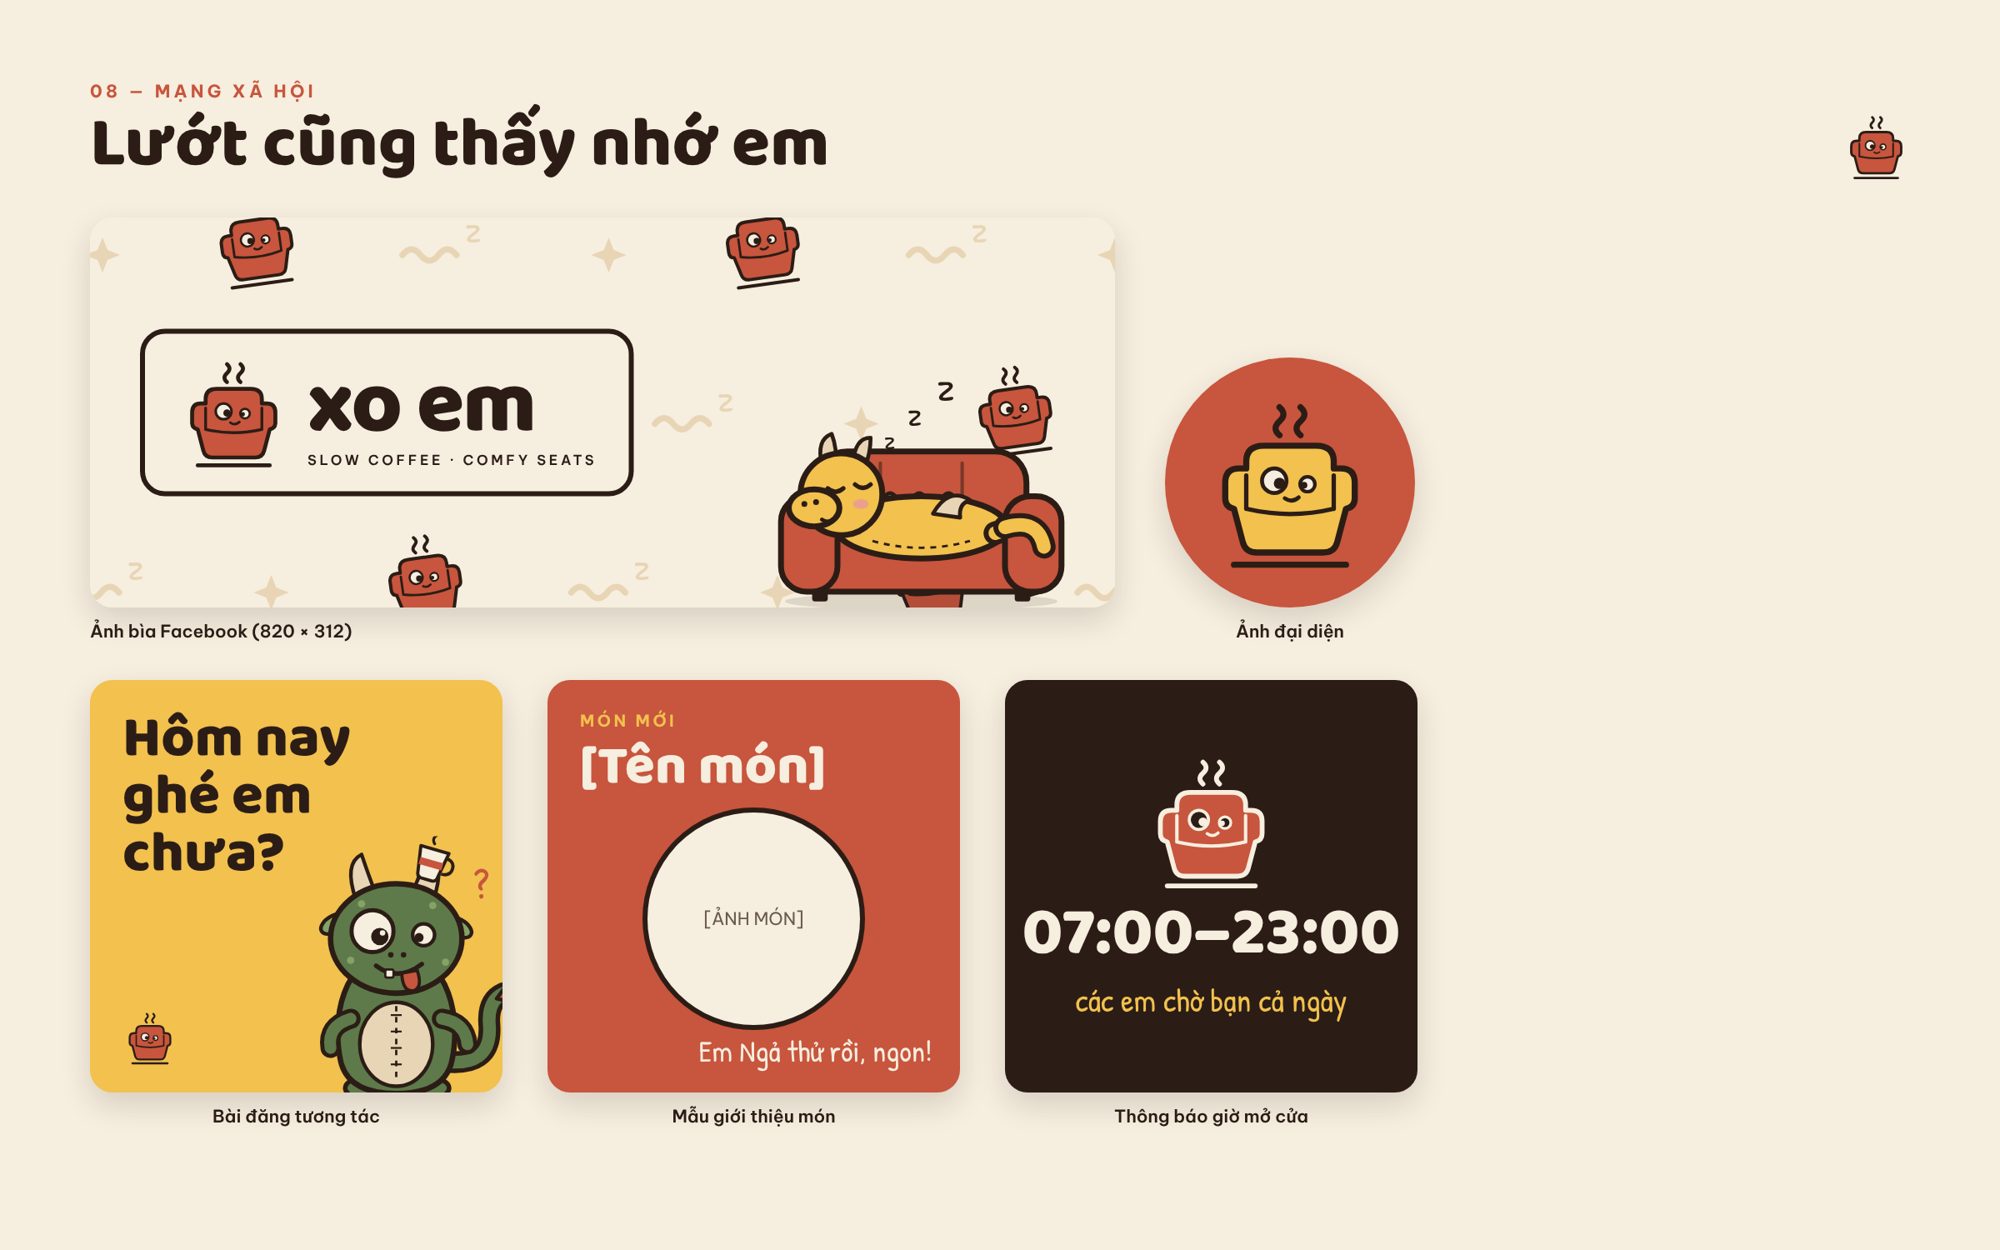 08 – MẠNG XÃ HỘI
Lướt cũng thấy nhớ em
z
z
xo em
SLOW COFFEE · COMFY SEATS
z
z
z
z
z
z
Ảnh bìa Facebook (820 × 312)
Ảnh đại diện
Hôm nay
ghé em
chưa?
?
Bài đăng tương tác
MÓN MỚI
[Tên món]
[ẢNH MÓN]
Em Ngả thử rồi, ngon!
Mẫu giới thiệu món
07:00–23:00
các em chờ bạn cả ngày
Thông báo giờ mở cửa